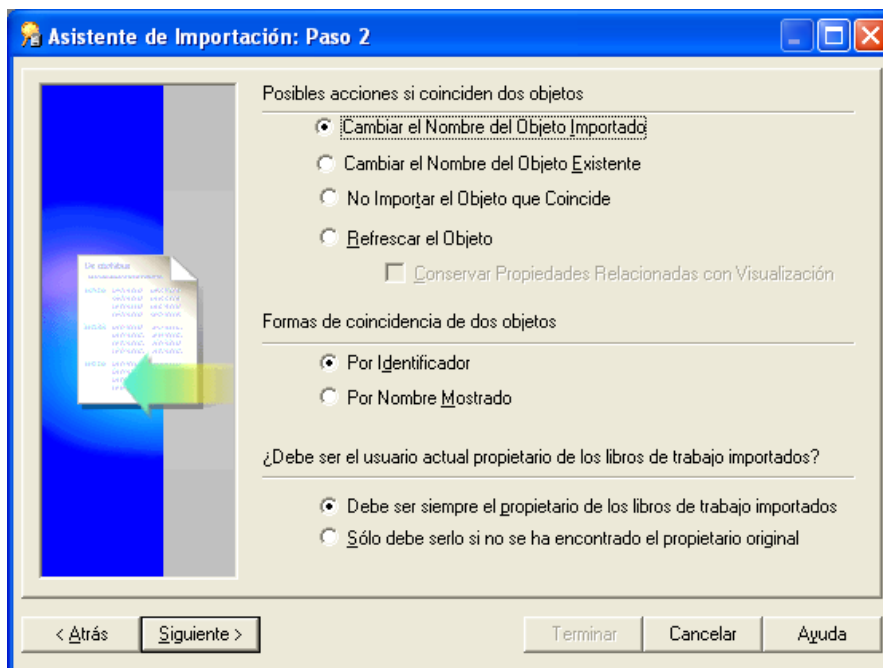 Asistente de Importación: Paso 2
Posibles acciones si coinciden dos objetos
Cambiar el Nombre del Objeto Importado
Cambiar el Nombre del Objeto Existente
No Importar el Objeto que Coincide
Refrescar el Objeto
Conservar Propiedades Relacionadas con Visualización
Formas de coincidencia de dos objetos
Por Identificador
Por Nombre Mostrado
¿Debe ser el usuario actual propietario de los libros de trabajo importados?
Debe ser siempre el propietario de los libros de trabajo importados
Sólo debe serlo si no se ha encontrado el propietario original
< Atrás
Siguiente >
Terminar
Cancelar
Ayuda